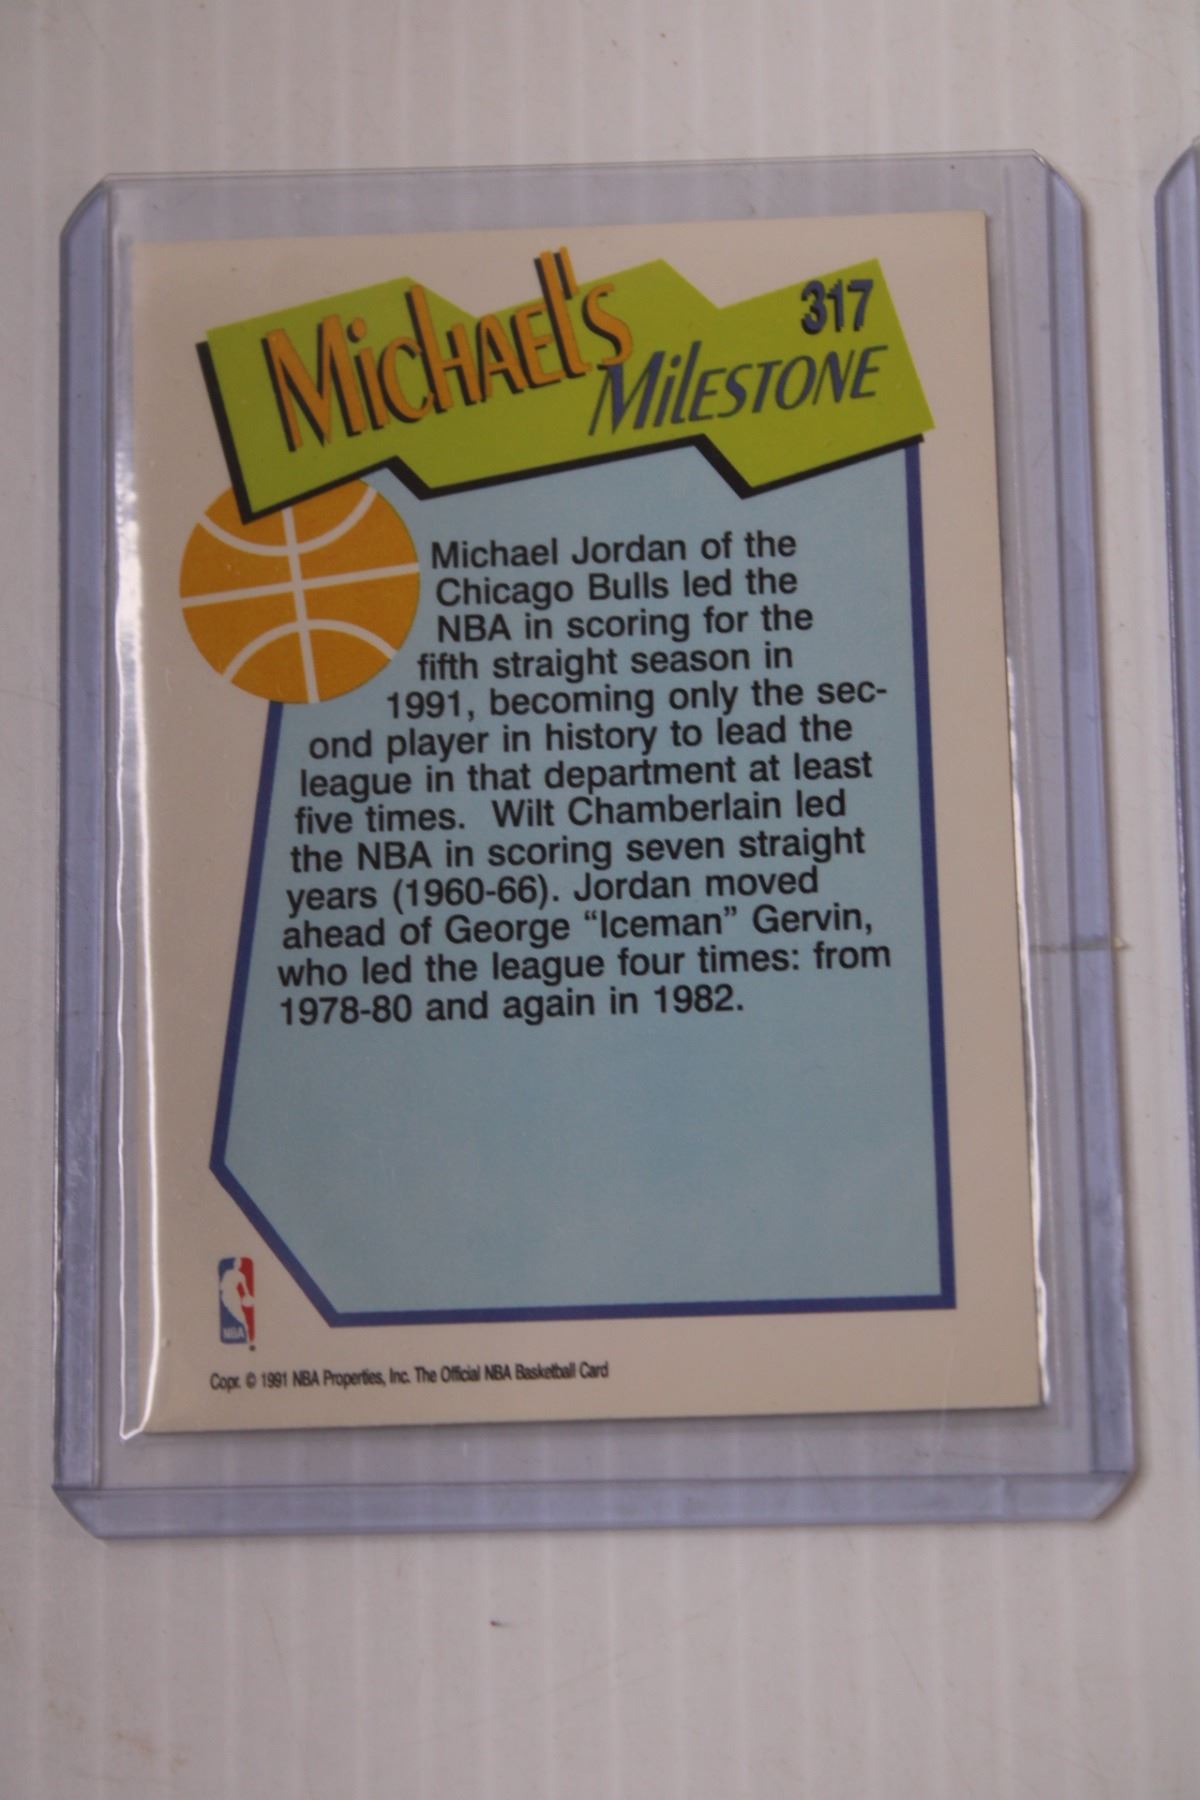 Michael's
317
Milestone
Michael Jordan of the
Chicago Bulls led the
NBA in scoring for the
fifth straight season in
1991, becoming only the sec-
ond player in history to lead the
league in that department at least
five times. Wilt Chamberlain led
the NBA in scoring seven straight
years (1960-66). Jordan moved
ahead of George “Iceman” Gervin,
who led the league four times: from
1978-80 and again in 1982.
NBA
Copr. © 1991 NBA Properties, Inc. The Official NBA Basketball Card